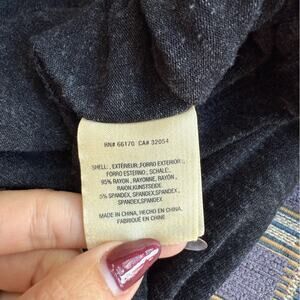 RN# 66170 CA# 32054
SHELL:, EXTÉRIEUR:,FORRO EXTERIOR:,
FORRO ESTERNO:, SCHALE:,
95% RAYON, RAYONNE, RAYON,
RAION,KUNSTSEIDE
5% SPANDEX, SPANDEX,SPANDEX,
SPANDEX,SPANDEX
MADE IN CHINA, HECHO EN CHINA,
FABRIQUÉ EN CHINE